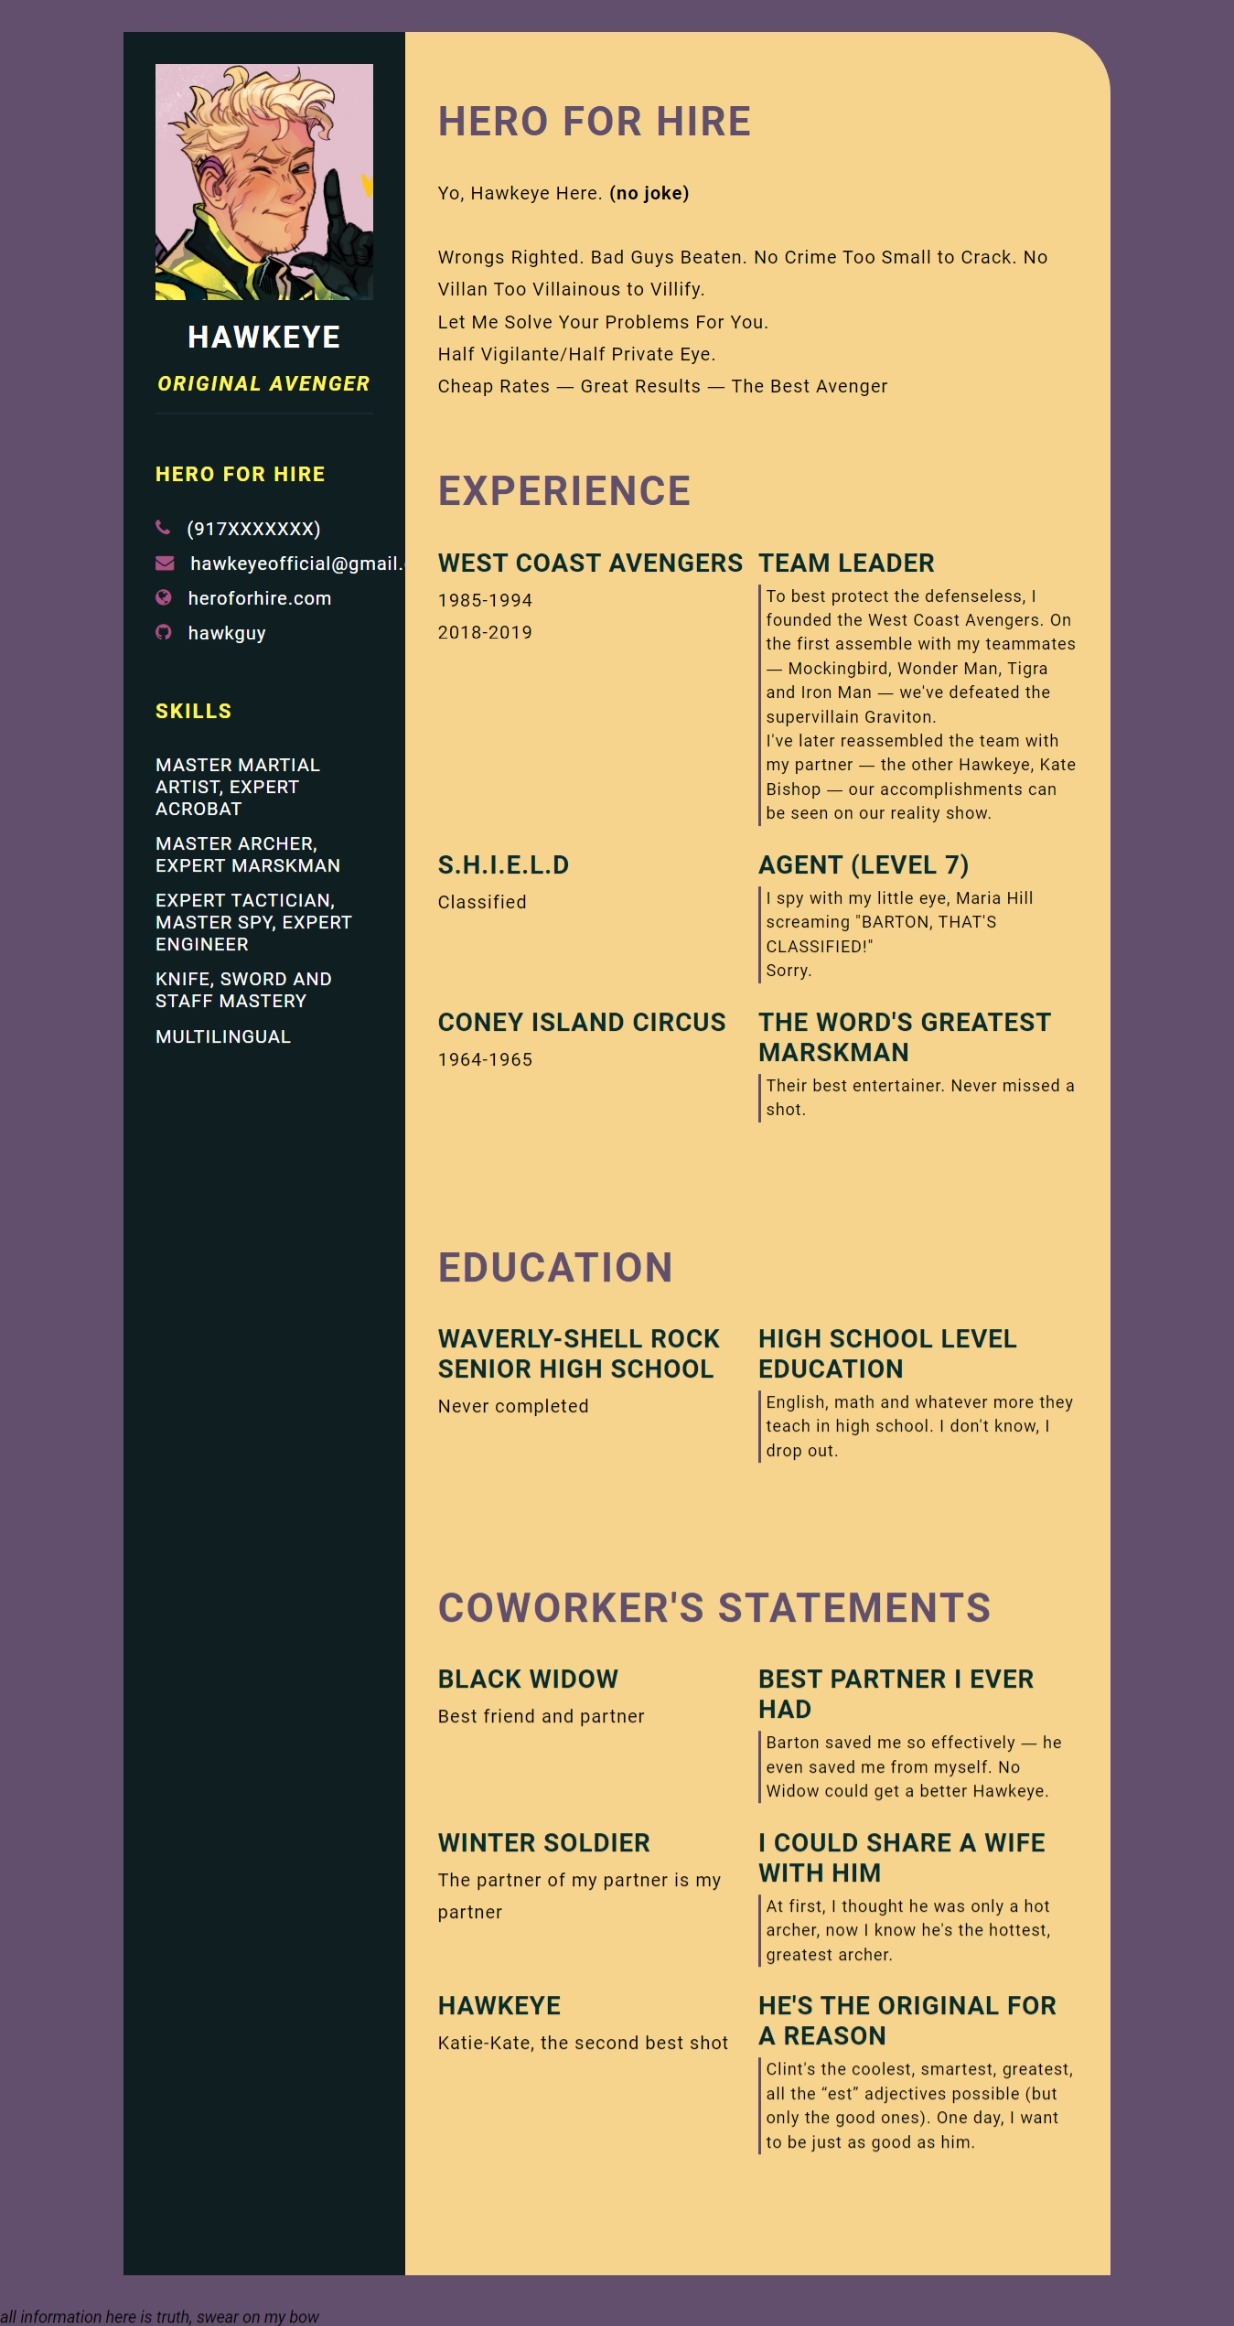 HAWKEYE
ORIGINAL AVENGER
HERO FOR HIRE
(917XXXXXXX)
hawkeyeofficial@gmail.
heroforhire.com
hawkguy
SKILLS
MASTER MARTIAL
ARTIST, EXPERT
ACROBAT
MASTER ARCHER,
EXPERT MARSKMAN
EXPERT TACTICIAN,
MASTER SPY, EXPERT
ENGINEER
KNIFE, SWORD AND
STAFF MASTERY
MULTILINGUAL
HERO FOR HIRE
Yo, Hawkeye Here. (no joke)
Wrongs Righted. Bad Guys Beaten. No Crime Too Small to Crack. No
Villan Too Villainous to Villify.
Let Me Solve Your Problems For You.
Half Vigilante/Half Private Eye.
Cheap Rates — Great Results — The Best Avenger
EXPERIENCE
WEST COAST AVENGERS
1985-1994
2018-2019
TEAM LEADER
To best protect the defenseless, I
founded the West Coast Avengers. On
the first assemble with my teammates
— Mockingbird, Wonder Man, Tigra
and Iron Man — we've defeated the
supervillain Graviton.
I've later reassembled the team with
my partner — the other Hawkeye, Kate
Bishop — our accomplishments can
be seen on our reality show.
S.H.I.E.L.D
Classified
AGENT (LEVEL 7)
I spy with my little eye, Maria Hill
screaming "BARTON, THAT'S
CLASSIFIED!"
Sorry.
CONEY ISLAND CIRCUS
1964-1965
THE WORD'S GREATEST
MARSKMAN
Their best entertainer. Never missed a
shot.
EDUCATION
WAVERLY-SHELL ROCK
SENIOR HIGH SCHOOL
Never completed
HIGH SCHOOL LEVEL
EDUCATION
English, math and whatever more they
teach in high school. I don't know, I
drop out.
COWORKER'S STATEMENTS
BLACK WIDOW
Best friend and partner
BEST PARTNER I EVER
HAD
Barton saved me so effectively — he
even saved me from myself. No
Widow could get a better Hawkeye.
WINTER SOLDIER
The partner of my partner is my
partner
I COULD SHARE A WIFE
WITH HIM
At first, I thought he was only a hot
archer, now I know he's the hottest,
greatest archer.
HAWKEYE
Katie-Kate, the second best shot
HE'S THE ORIGINAL FOR
A REASON
Clint's the coolest, smartest, greatest,
all the “est” adjectives possible (but
only the good ones). One day, I want
to be just as good as him.
all information here is truth, swear on my bow